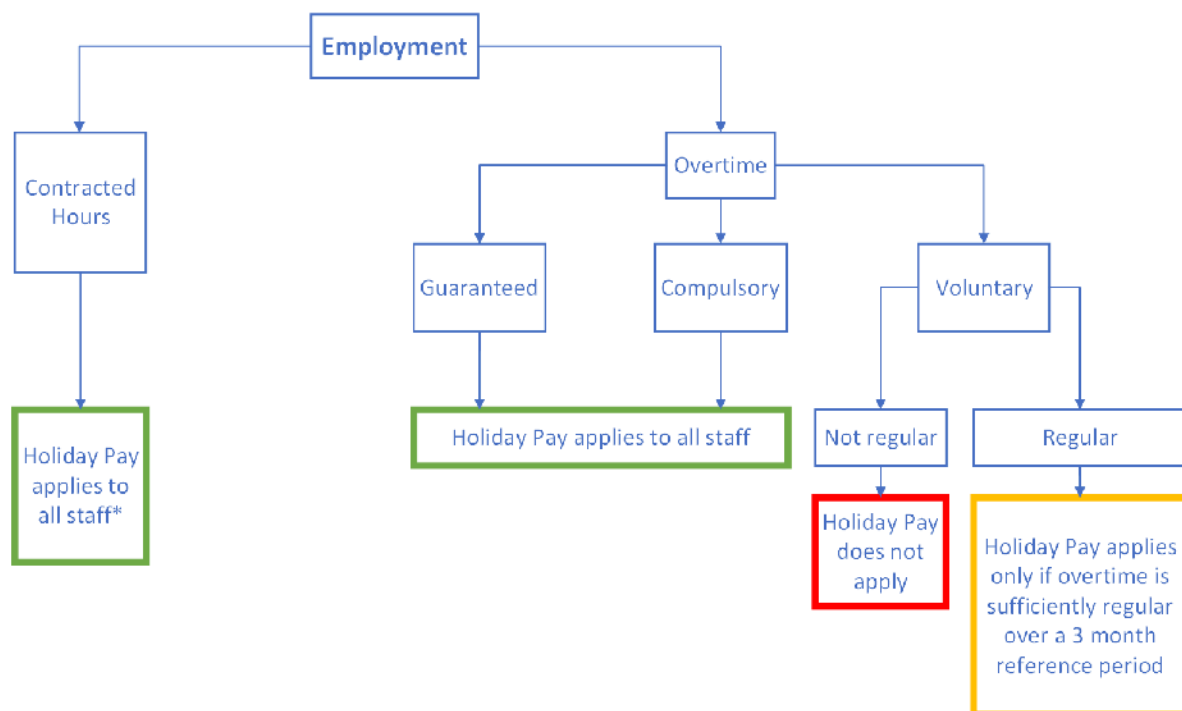 Employment
Contracted
Hours
Overtime
Guaranteed
Compulsory
Voluntary
Holiday Pay
applies to
all staff*
Holiday Pay applies to all staff
Not regular
Regular
Holiday Pay
does not
apply
Holiday Pay applies
only if overtime is
sufficiently regular
over a 3 month
reference period